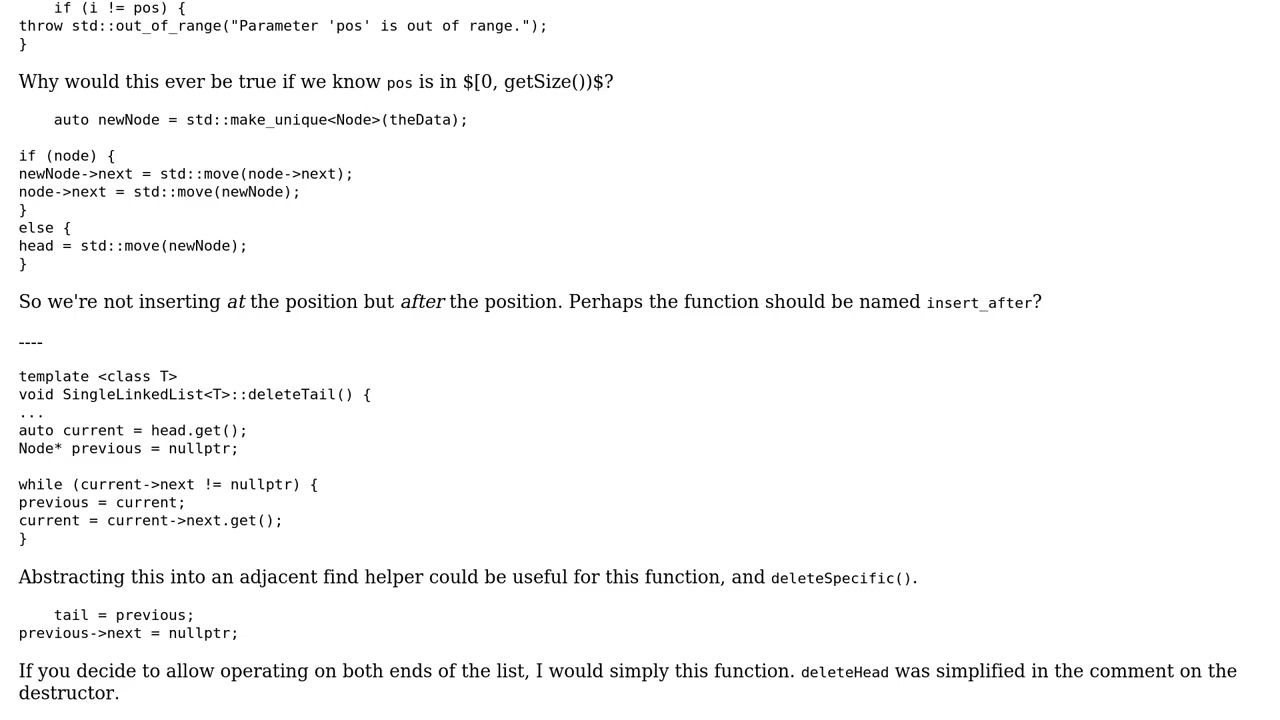 if (i != pos) {
throw std::out_of_range("Parameter 'pos' is out of range.");
}
Why would this ever be true if we know pos is in $[0, getSize())$?
    auto newNode = std::make_unique<Node>(theData);
if (node) {
newNode->next = std::move(node->next);
node->next = std::move(newNode);
}
else {
head = std::move(newNode);
}
So we're not inserting at the position but after the position. Perhaps the function should be named insert_after?
----
template <class T>
void SingleLinkedList<T>::deleteTail() {
...
auto current = head.get();
Node* previous = nullptr;
while (current->next != nullptr) {
previous = current;
current = current->next.get();
}
Abstracting this into an adjacent find helper could be useful for this function, and deleteSpecific().
    tail = previous;
previous->next = nullptr;
If you decide to allow operating on both ends of the list, I would simply this function. deleteHead was simplified in the comment on the
destructor.